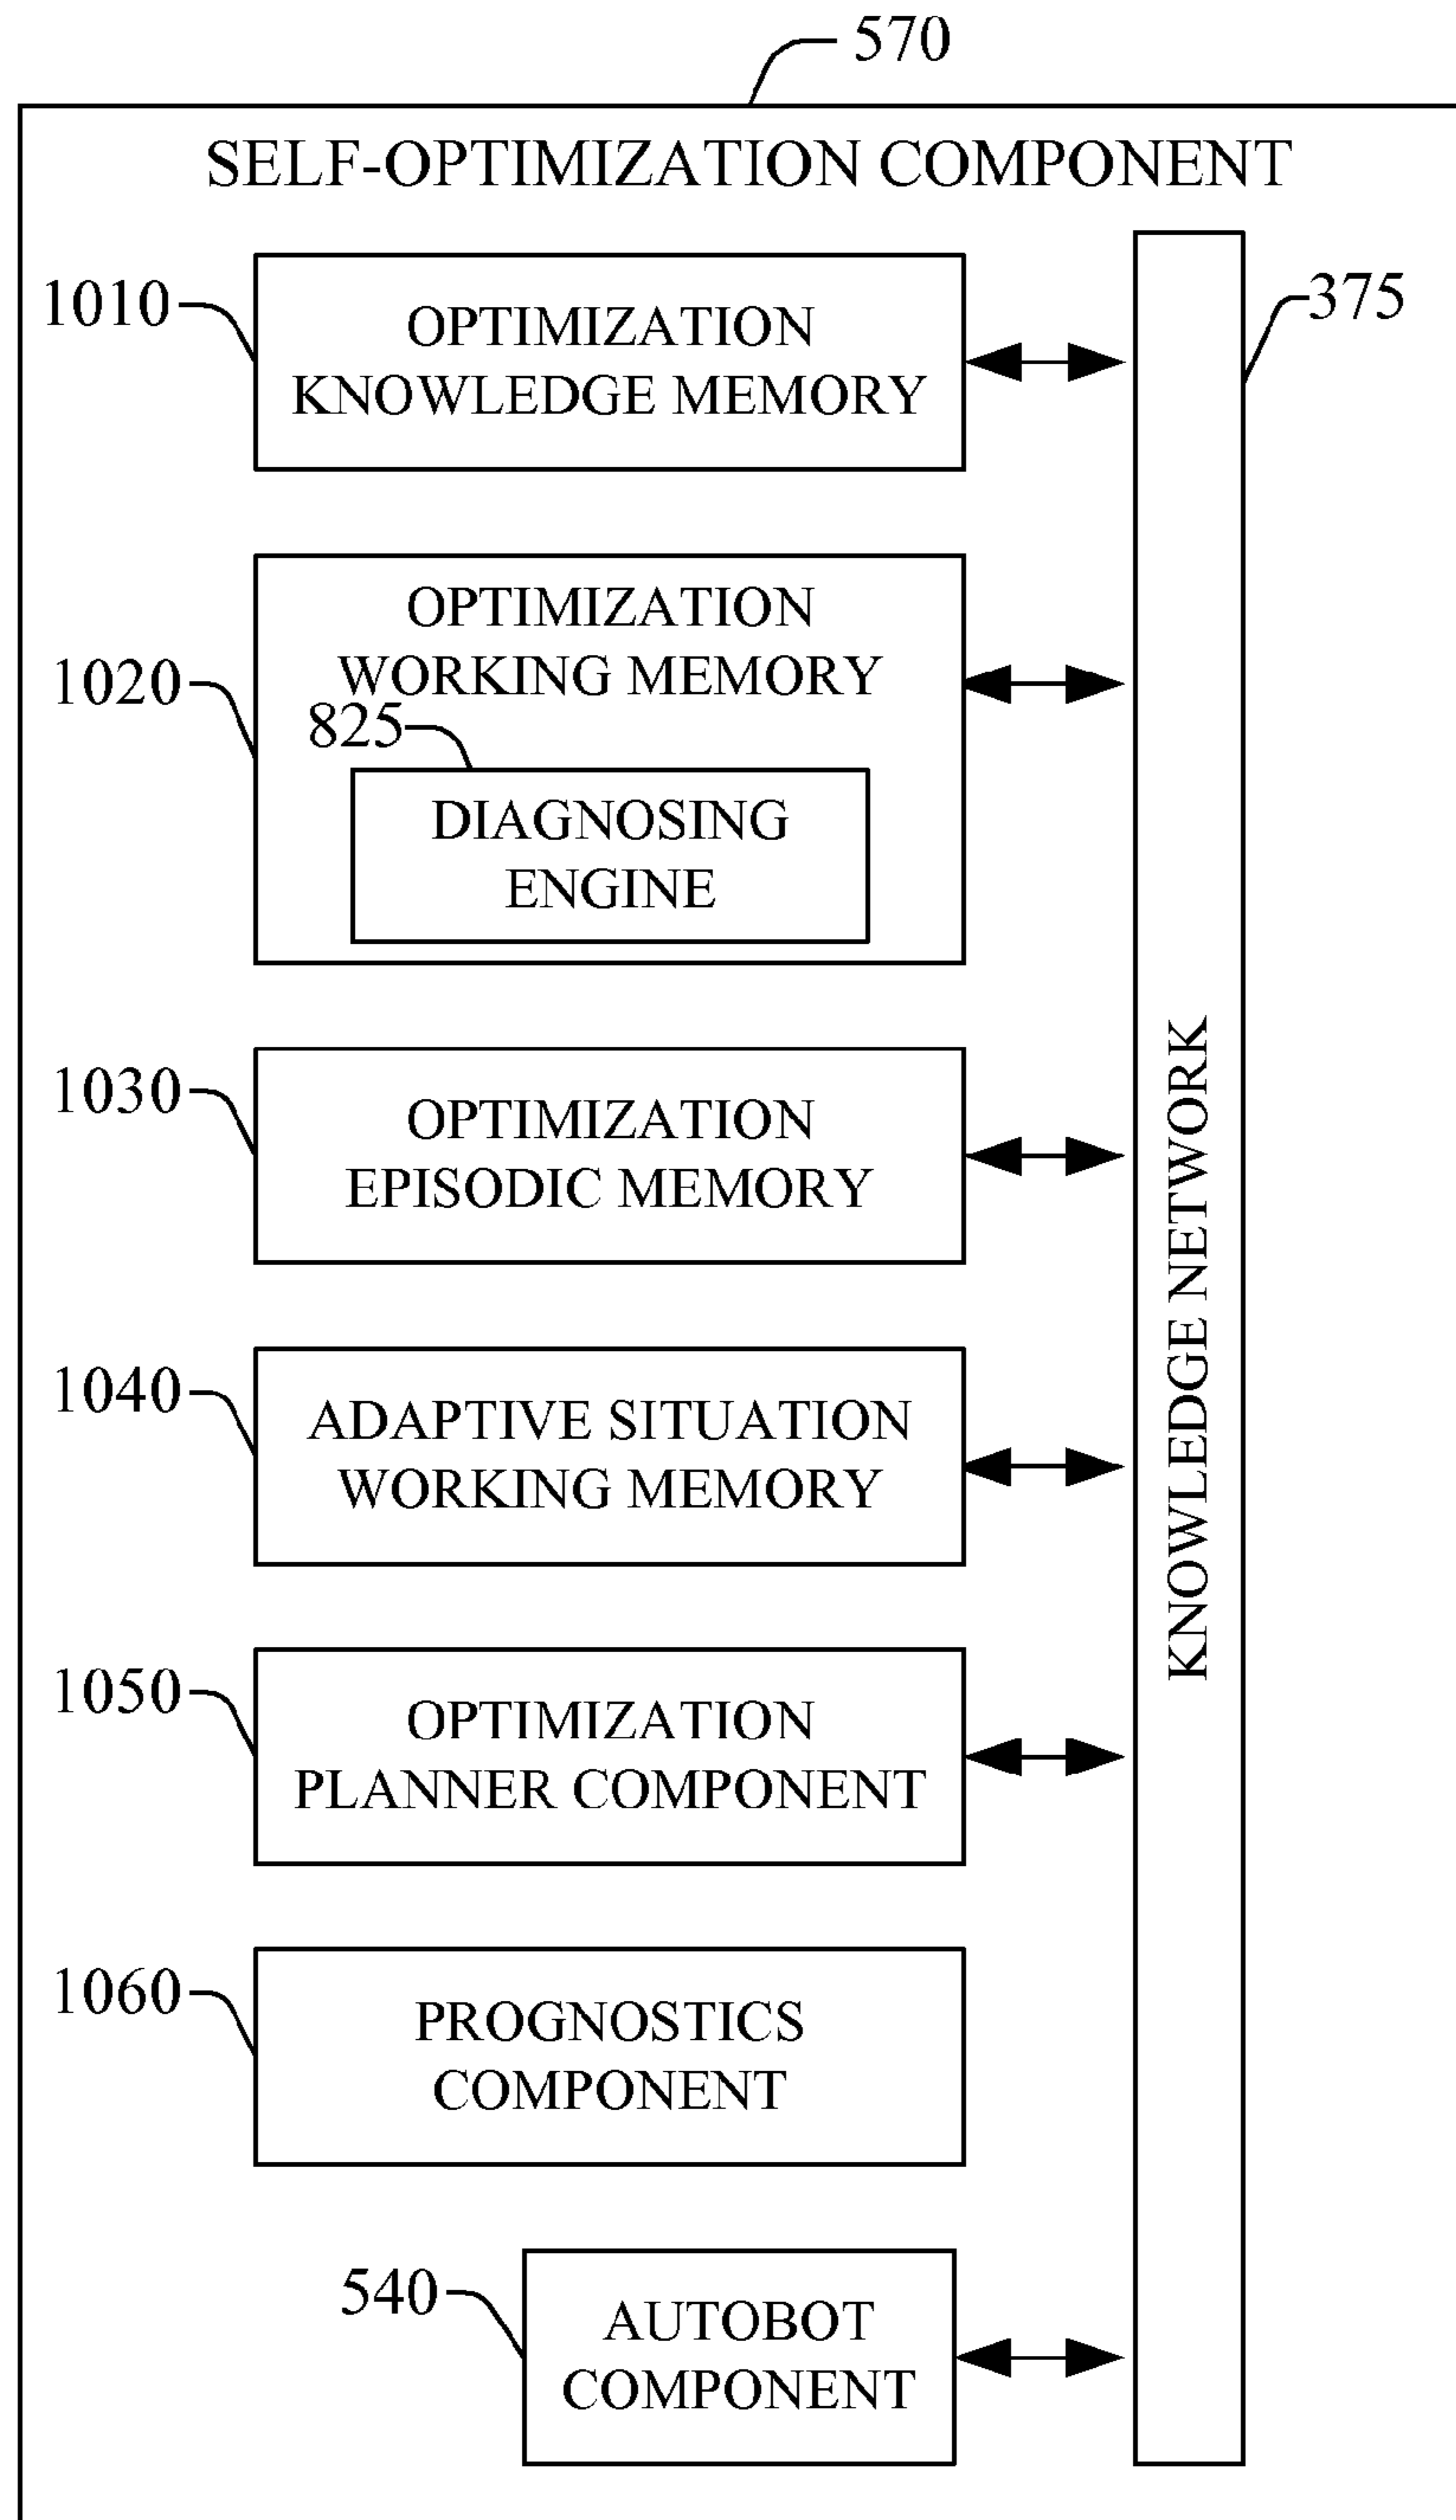 570
SELF-OPTIMIZATION COMPONENT
1010
OPTIMIZATION
KNOWLEDGE MEMORY
375
1020
OPTIMIZATION
WORKING MEMORY
825
DIAGNOSING
ENGINE
1030
OPTIMIZATION
EPISODIC MEMORY
KNOWLEDGE NETWORK
1040
ADAPTIVE SITUATION
WORKING MEMORY
1050
OPTIMIZATION
PLANNER COMPONENT
1060
PROGNOSTICS
COMPONENT
540
AUTOBOT
COMPONENT